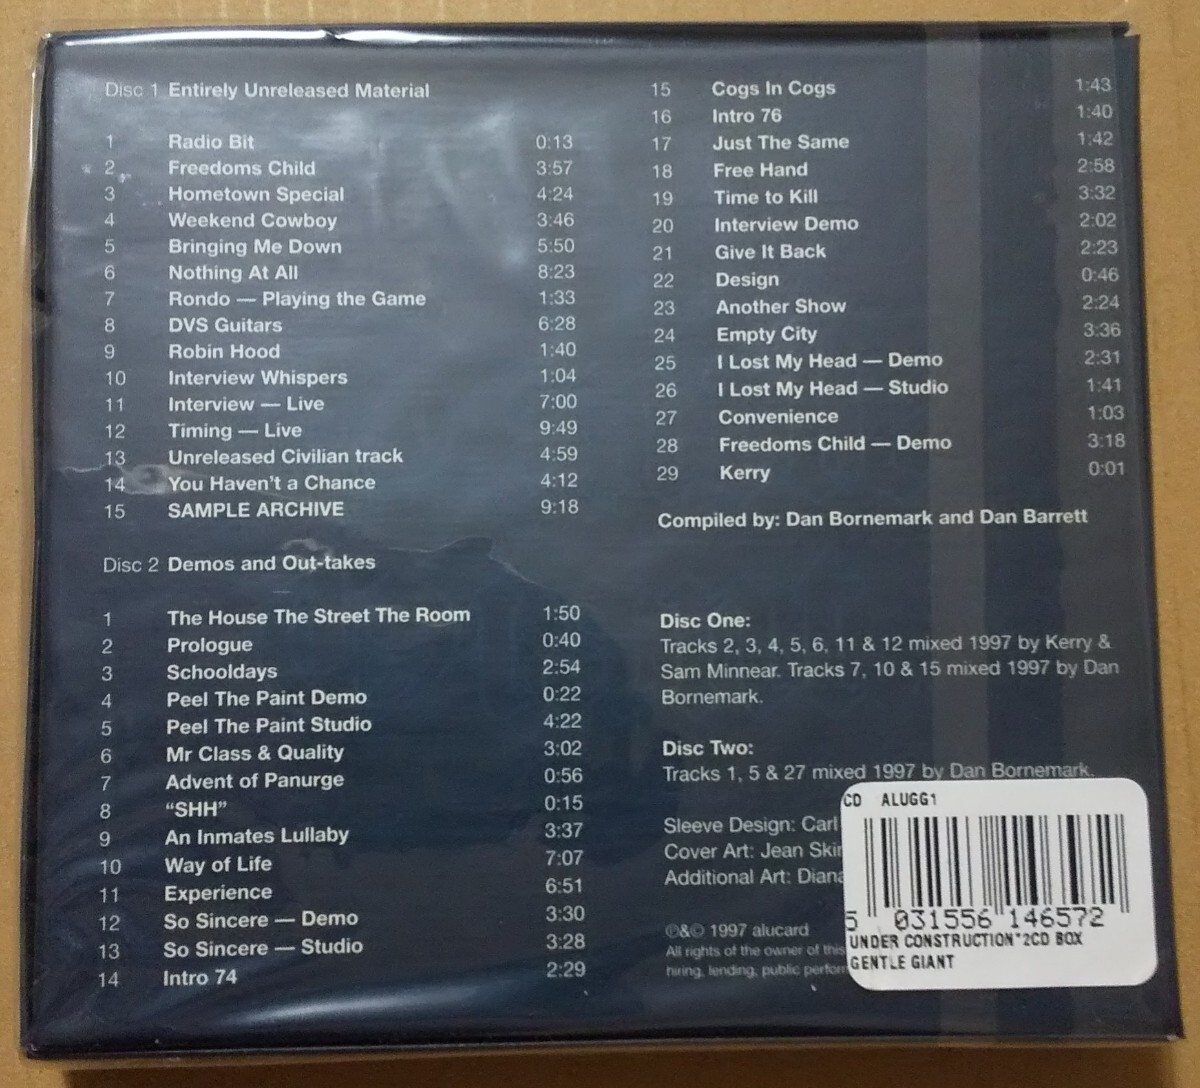 Disc 1 Entirely Unreleased Material
1 Radio Bit 0:13
2 Freedoms Child 3:57
3 Hometown Special 4:24
4 Weekend Cowboy 3:46
5 Bringing Me Down 5:50
6 Nothing At All 8:23
7 Rondo — Playing the Game 1:33
8 DVS Guitars 6:28
9 Robin Hood 1:40
10 Interview Whispers 1:04
11 Interview — Live 7:00
12 Timing — Live 9:49
13 Unreleased Civilian track 4:59
14 You Haven't a Chance 4:12
15 SAMPLE ARCHIVE 9:18
Disc 2 Demos and Out-takes
1 The House The Street The Room 1:50
2 Prologue 0:40
3 Schooldays 2:54
4 Peel The Paint Demo 0:22
5 Peel The Paint Studio 4:22
6 Mr Class & Quality 3:02
7 Advent of Panurge 0:56
8 “SHH” 0:15
9 An Inmates Lullaby 3:37
10 Way of Life 7:07
11 Experience 6:51
12 So Sincere — Demo 3:30
13 So Sincere — Studio 3:28
14 Intro 74 2:29
15 Cogs In Cogs 1:43
16 Intro 76 1:40
17 Just The Same 1:42
18 Free Hand 2:58
19 Time to Kill 3:32
20 Interview Demo 2:02
21 Give It Back 2:23
22 Design 0:46
23 Another Show 2:24
24 Empty City 3:36
25 I Lost My Head — Demo 2:31
26 I Lost My Head — Studio 1:41
27 Convenience 1:03
28 Freedoms Child — Demo 3:18
29 Kerry 0:01
Compiled by: Dan Bornemark and Dan Barrett
Disc One:
Tracks 2, 3, 4, 5, 6, 11 & 12 mixed 1997 by Kerry &
Sam Minnear. Tracks 7, 10 & 15 mixed 1997 by Dan
Bornemark.
Disc Two:
Tracks 1, 5 & 27 mixed 1997 by Dan Bornemark.
Sleeve Design: Carl
Cover Art: Jean
Additional Art:
℗&© 1997 alucard
All rights of the owner of this
hiring, lending, public
CD ALUGG1
5 031556 146572
UNDER CONSTRUCTION*2CD BOX
GENTLE GIANT